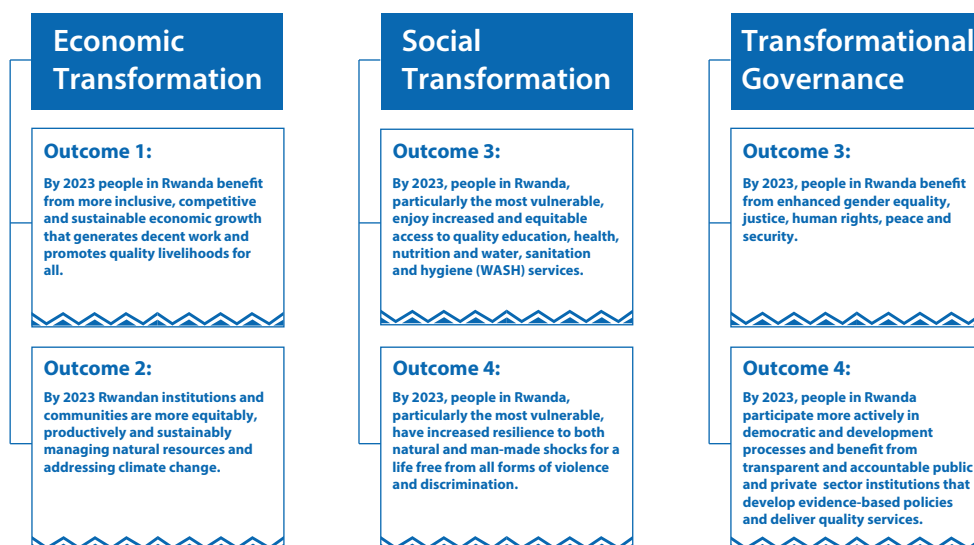 Economic
Transformation
Outcome 1:
By 2023 people in Rwanda benefit
from more inclusive, competitive
and sustainable economic growth
that generates decent work and
promotes quality livelihoods for
all.
Outcome 2:
By 2023 Rwandan institutions and
communities are more equitably,
productively and sustainably
managing natural resources and
addressing climate change.
Social
Transformation
Outcome 3:
By 2023, people in Rwanda,
particularly the most vulnerable,
enjoy increased and equitable
access to quality education, health,
nutrition and water, sanitation
and hygiene (WASH) services.
Outcome 4:
By 2023, people in Rwanda,
particularly the most vulnerable,
have increased resilience to both
natural and man-made shocks for a
life free from all forms of violence
and discrimination.
Transformational
Governance
Outcome 3:
By 2023, people in Rwanda benefit
from enhanced gender equality,
justice, human rights, peace and
security.
Outcome 4:
By 2023, people in Rwanda
participate more actively in
democratic and development
processes and benefit from
transparent and accountable public
and private sector institutions that
develop evidence-based policies
and deliver quality services.